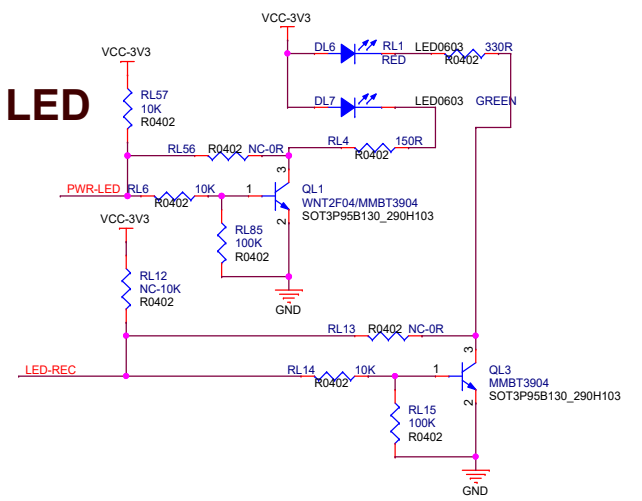 VCC-3V3
DL6
RL1
LED0603
330R
RED
R0402
VCC-3V3
LED
RL57
10K
R0402
DL7
LED0603
GREEN
RL56
R0402
NC-0R
RL4
150R
R0402
3
PWR-LED
RL6
10K
1
QL1
R0402
WNT2F04/MMBT3904
SOT3P95B130_290H103
2
VCC-3V3
RL85
100K
R0402
RL12
NC-10K
R0402
GND
RL13
R0402
NC-0R
3
LED-REC
RL14
10K
1
QL3
R0402
MMBT3904
SOT3P95B130_290H103
2
RL15
100K
R0402
GND